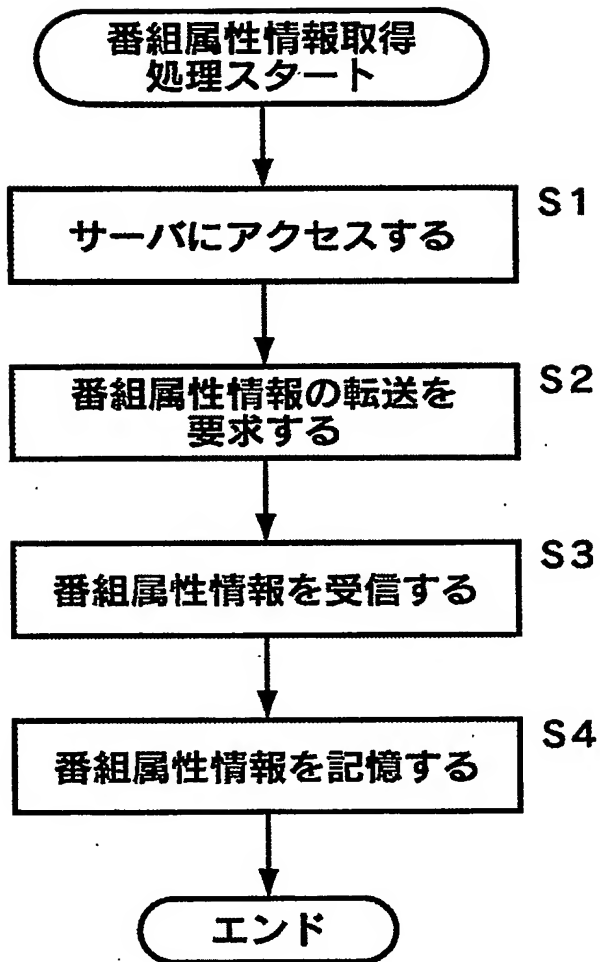 番組属性情報取得
処理スタート
S1
サーバにアクセスする
S2
番組属性情報の転送を
要求する
S3
番組属性情報を受信する
S4
番組属性情報を記憶する
エンド